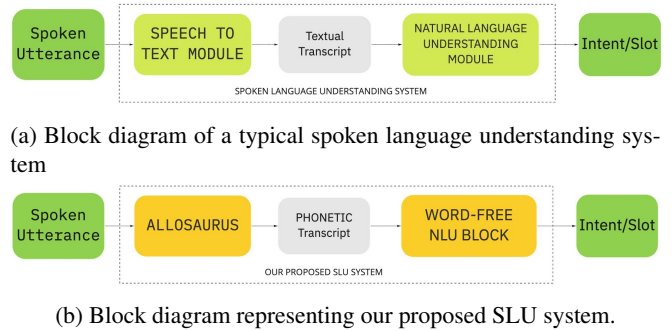 Spoken
Utterance
SPEECH TO
TEXT MODULE
Textual
Transcript
NATURAL LANGUAGE
UNDERSTANDING
MODULE
Intent/Slot
SPOKEN LANGUAGE UNDERSTANDING SYSTEM
(a) Block diagram of a typical spoken language understanding sys-
tem
Spoken
Utterance
ALLOSAURUS
PHONETIC
Transcript
WORD-FREE
NLU BLOCK
Intent/Slot
OUR PROPOSED SLU SYSTEM
(b) Block diagram representing our proposed SLU system.